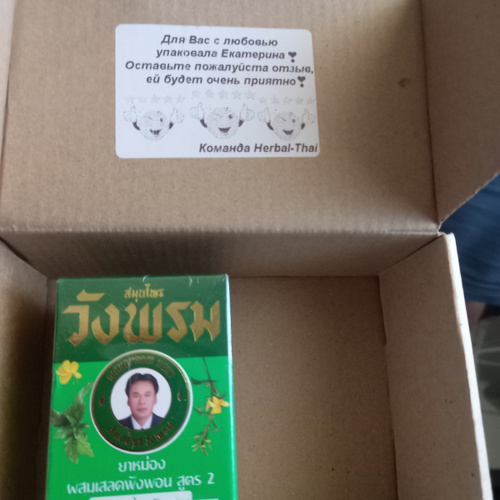 Для Вас с любовью
упаковала Екатерина❣
Оставьте пожалуйста отзыв,
ей будет очень приятно❣
Команда Herbal-Thai
สมุนไพร
วังพรม
ยาหม่อง
ผสมเสลดพังพอน สูตร 2